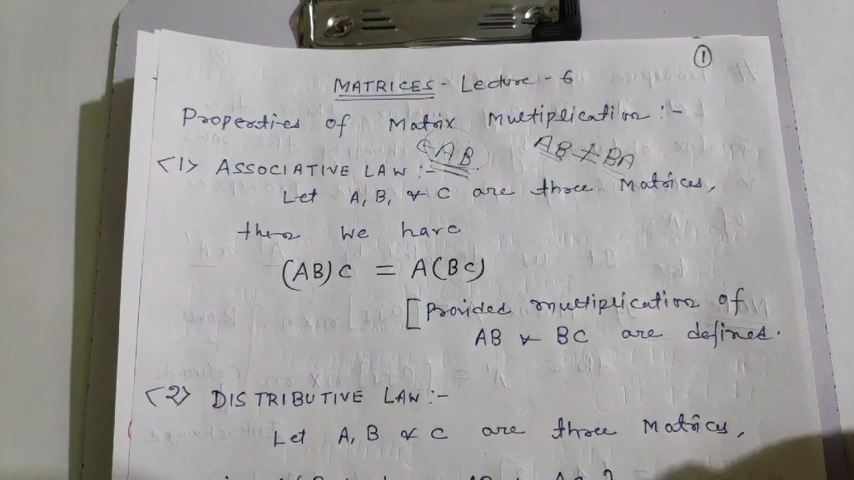 ①
MATRICES - Lecture - 6
Properties of Matrix Multiplication :-
AB AB ≠ BA
<1> ASSOCIATIVE LAW :-
Let A, B, & C are three Matrices,
then we have
(AB)C = A(BC)
[Provided multiplication of
AB & BC are defined.
<2> DISTRIBUTIVE LAW :-
Let A, B & C are three Matrices,